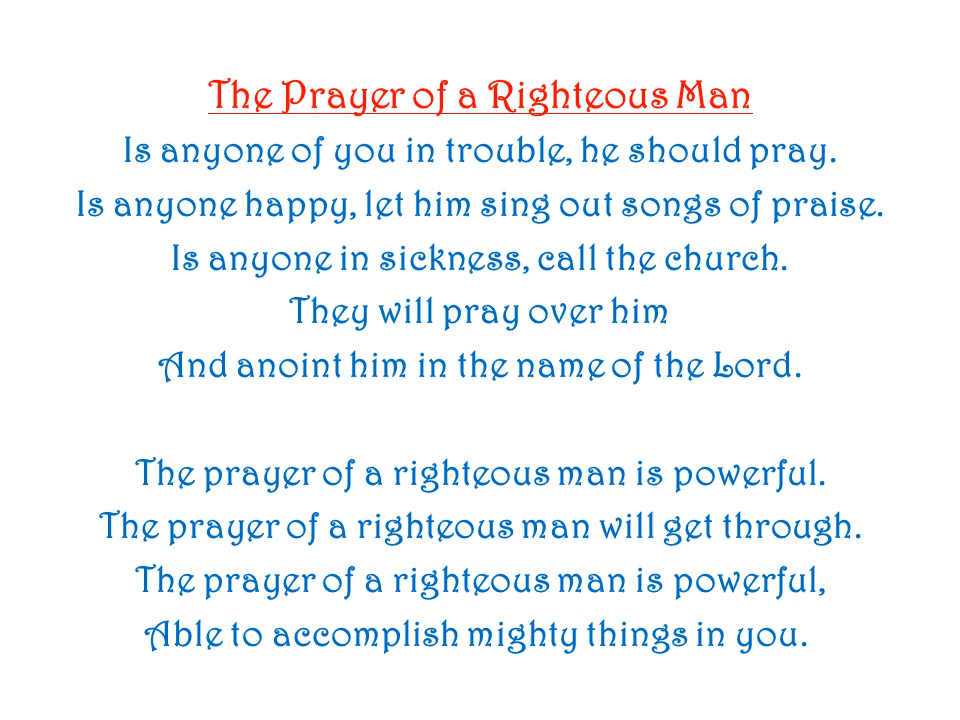 The Prayer of a Righteous Man
Is anyone of you in trouble, he should pray.
Is anyone happy, let him sing out songs of praise.
Is anyone in sickness, call the church.
They will pray over him
And anoint him in the name of the Lord.
The prayer of a righteous man is powerful.
The prayer of a righteous man will get through.
The prayer of a righteous man is powerful,
Able to accomplish mighty things in you.